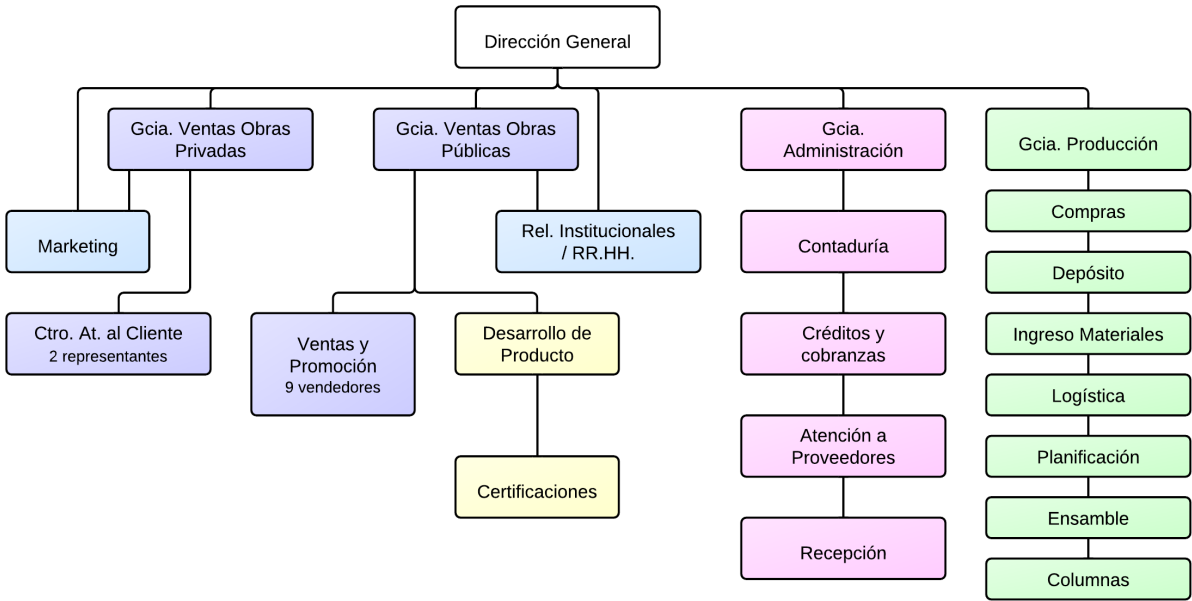 Dirección General
Gcia. Ventas Obras
Privadas
Gcia. Ventas Obras
Públicas
Gcia.
Administración
Gcia. Producción
Marketing
Rel. Institucionales
/ RR.HH.
Contaduría
Compras
Depósito
Ctro. At. al Cliente
2 representantes
Ventas y
Promoción
9 vendedores
Desarrollo de
Producto
Créditos y
cobranzas
Ingreso Materiales
Logística
Atención a
Proveedores
Planificación
Certificaciones
Ensamble
Recepción
Columnas